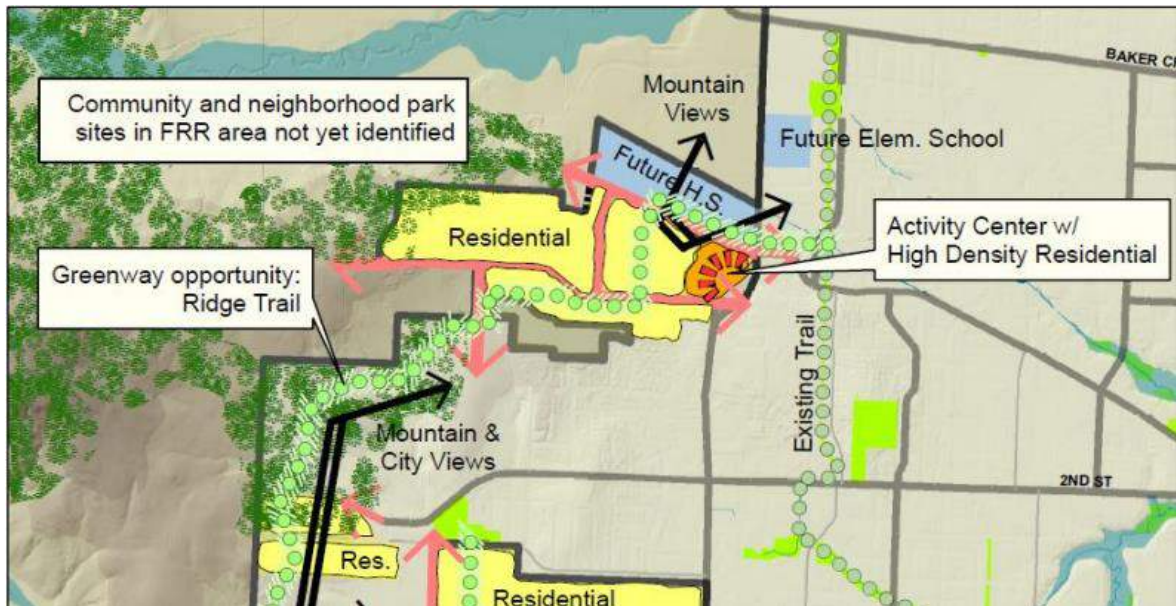 BAKER C
Community and neighborhood park
sites in FRR area not yet identified
Mountain
Views
Future Elem. School
Future H.S.
Activity Center w/
High Density Residential
Residential
Greenway opportunity:
Ridge Trail
Existing Trail
Mountain &
City Views
2ND ST
Res.
Residential